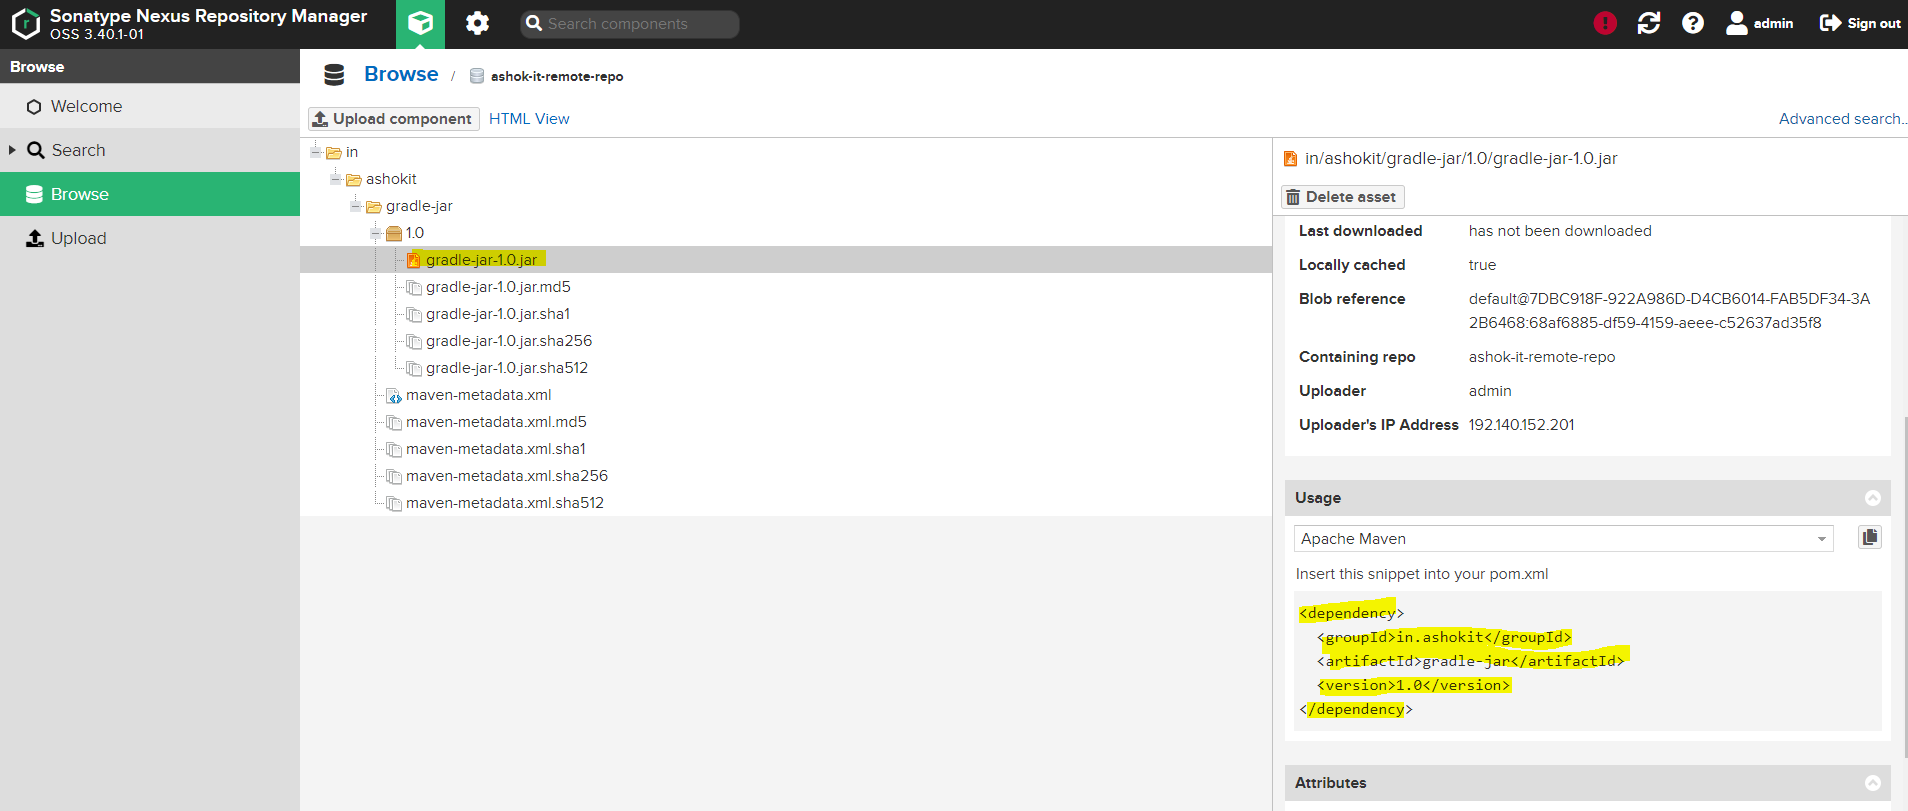 Sonatype Nexus Repository Manager
OSS 3.40.1-01
Search components
admin
Sign out
Browse
Welcome
Search
Browse
Upload
Browse / ashok-it-remote-repo
Upload component
HTML View
Advanced search..
in
ashokit
gradle-jar
1.0
gradle-jar-1.0.jar
gradle-jar-1.0.jar.md5
gradle-jar-1.0.jar.sha1
gradle-jar-1.0.jar.sha256
gradle-jar-1.0.jar.sha512
maven-metadata.xml
maven-metadata.xml.md5
maven-metadata.xml.sha1
maven-metadata.xml.sha256
maven-metadata.xml.sha512
in/ashokit/gradle-jar/1.0/gradle-jar-1.0.jar
Delete asset
Last downloaded has not been downloaded
Locally cached true
Blob reference default@7DBC918F-922A986D-D4CB6014-FAB5DF34-3A
2B6468:68af6885-df59-4159-aeee-c52637ad35f8
Containing repo ashok-it-remote-repo
Uploader admin
Uploader's IP Address 192.140.152.201
Usage
Apache Maven
Insert this snippet into your pom.xml
<dependency>
<groupId>in.ashokit</groupId>
<artifactId>gradle-jar</artifactId>
<version>1.0</version>
</dependency>
Attributes